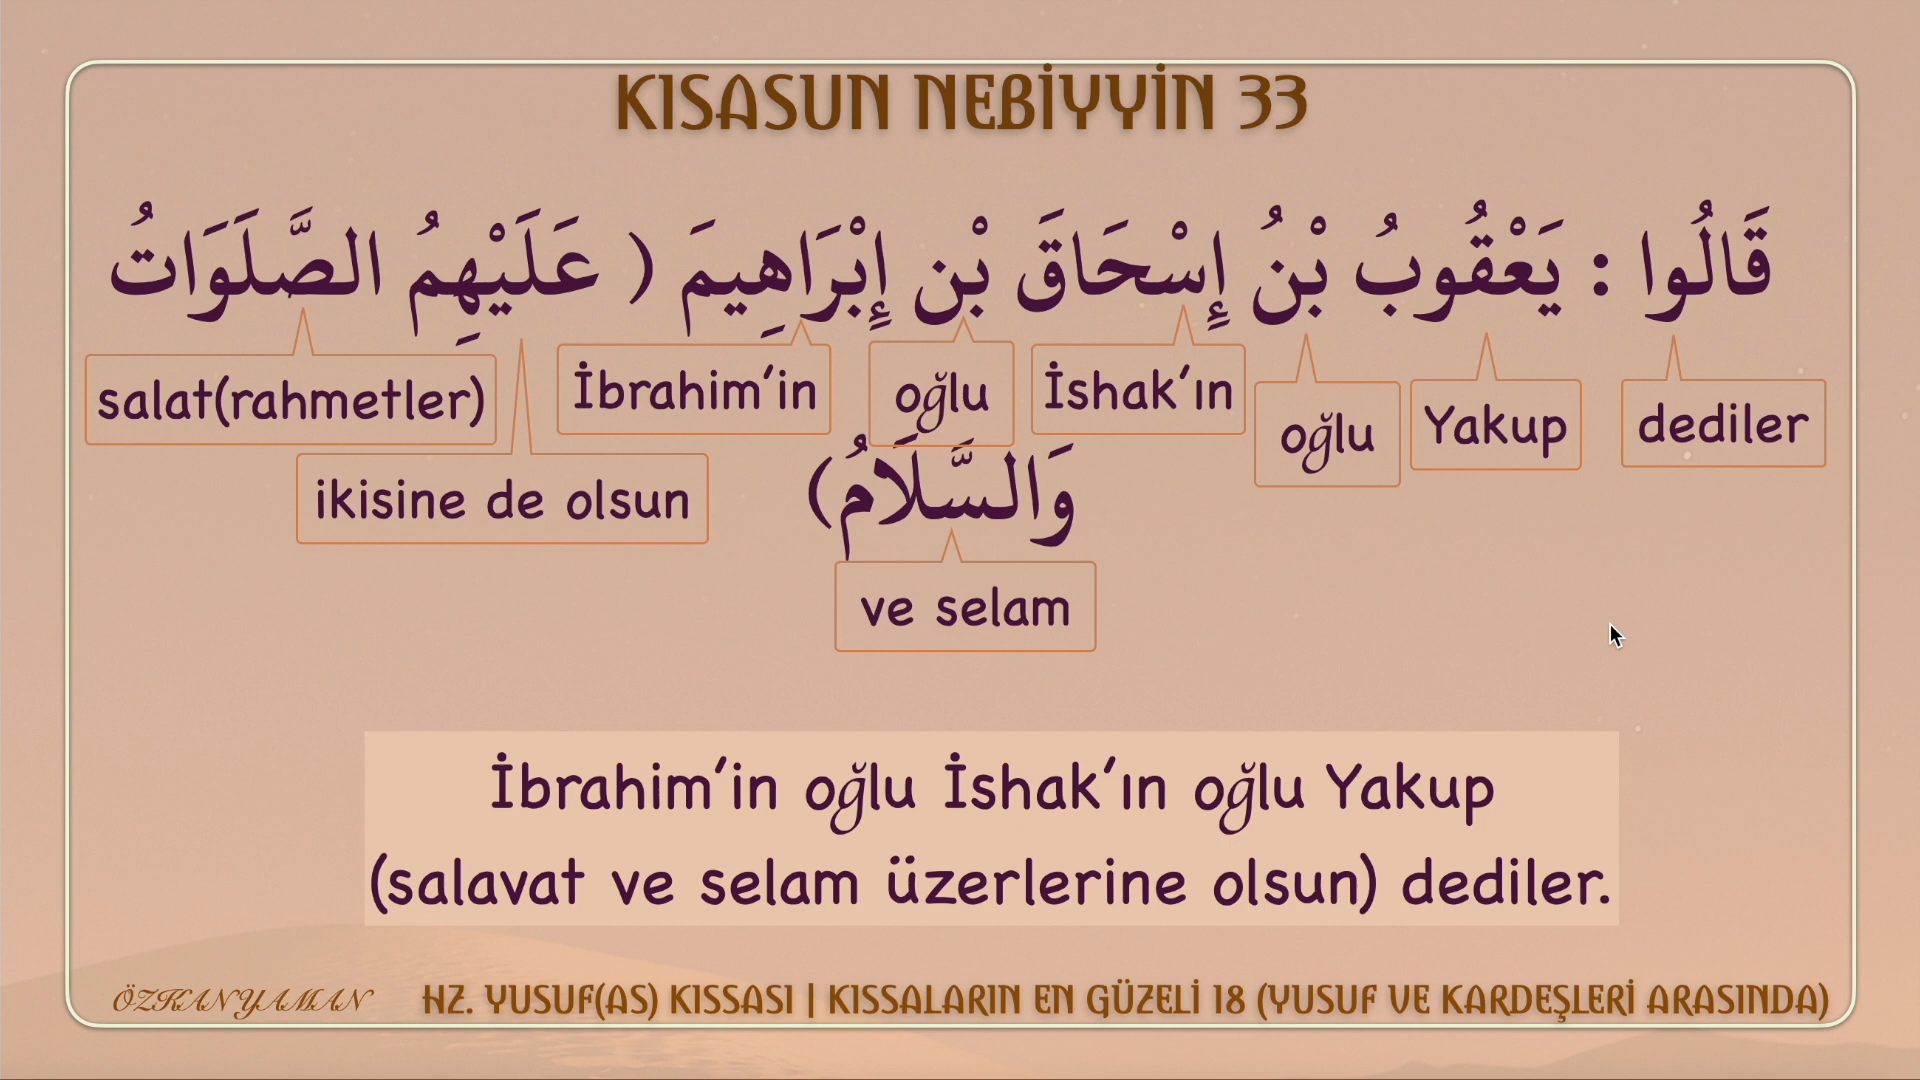 KISASUN NEBİYYİN 33
قَالُوا : يَعْقُوبُ بْنُ إِسْحَاقَ بْنِ إِبْرَاهِيمَ ( عَلَيْهِمُ الصَّلَوَاتُ
dediler
Yakup
oğlu
İshak'ın
oğlu
İbrahim'in
ikisine de olsun
salat(rahmetler)
وَالسَّلَامُ)
ve selam
İbrahim'in oğlu İshak'ın oğlu Yakup
(salavat ve selam üzerlerine olsun) dediler.
ÖZKAN YAMAN
HZ. YUSUF(AS) KISSASI | KISSALARIN EN GÜZELİ 18 (YUSUF VE KARDEŞLERİ ARASINDA)